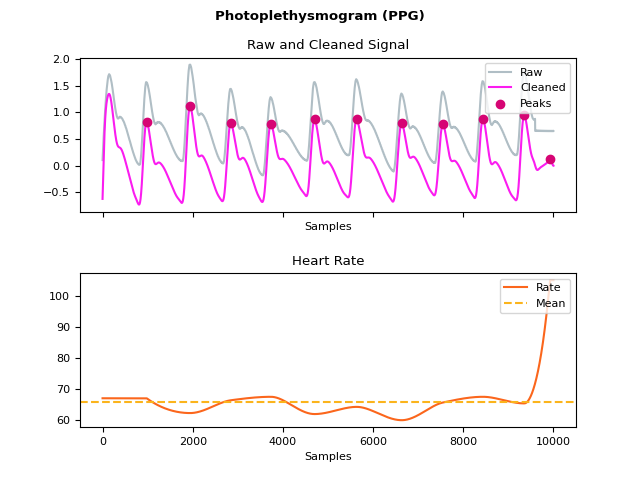 Photoplethysmogram (PPG)
Raw and Cleaned Signal
2.0
1.5
1.0
0.5
0.0
−0.5
Raw
Cleaned
Peaks
Samples
Heart Rate
100
90
80
70
60
Rate
Mean
0 2000 4000 6000 8000 10000
Samples